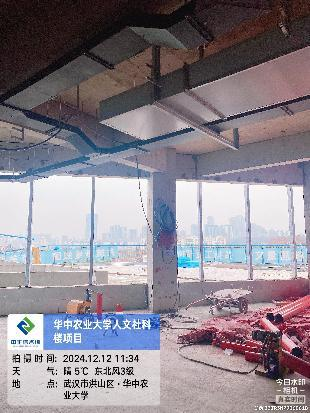 华中农业大学人文社科
楼项目
拍摄时间：2024.12.12 11:34
天气：晴 5℃ 东北风3级
地点：武汉市洪山区·华中农
业大学
今日水印
相机
真实时间